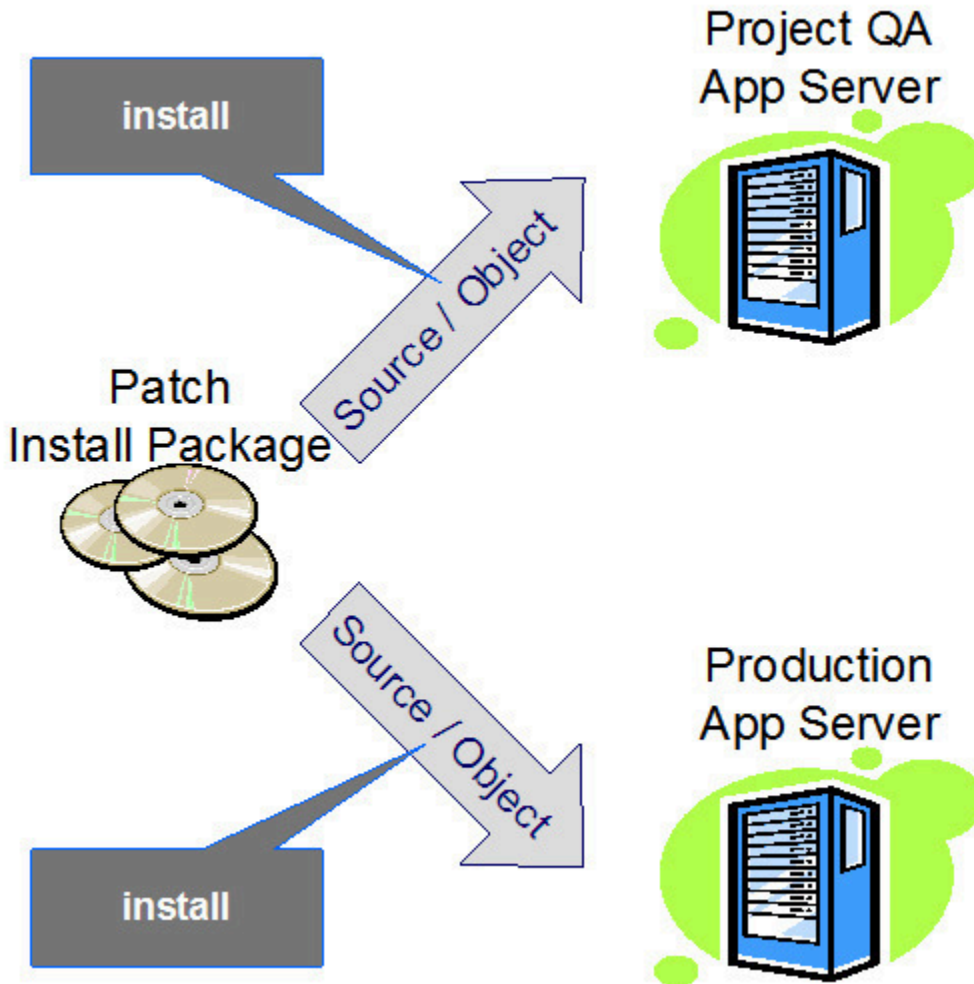 Project QA
App Server
install
Source / Object
Patch
Install Package
Source / Object
Production
App Server
install